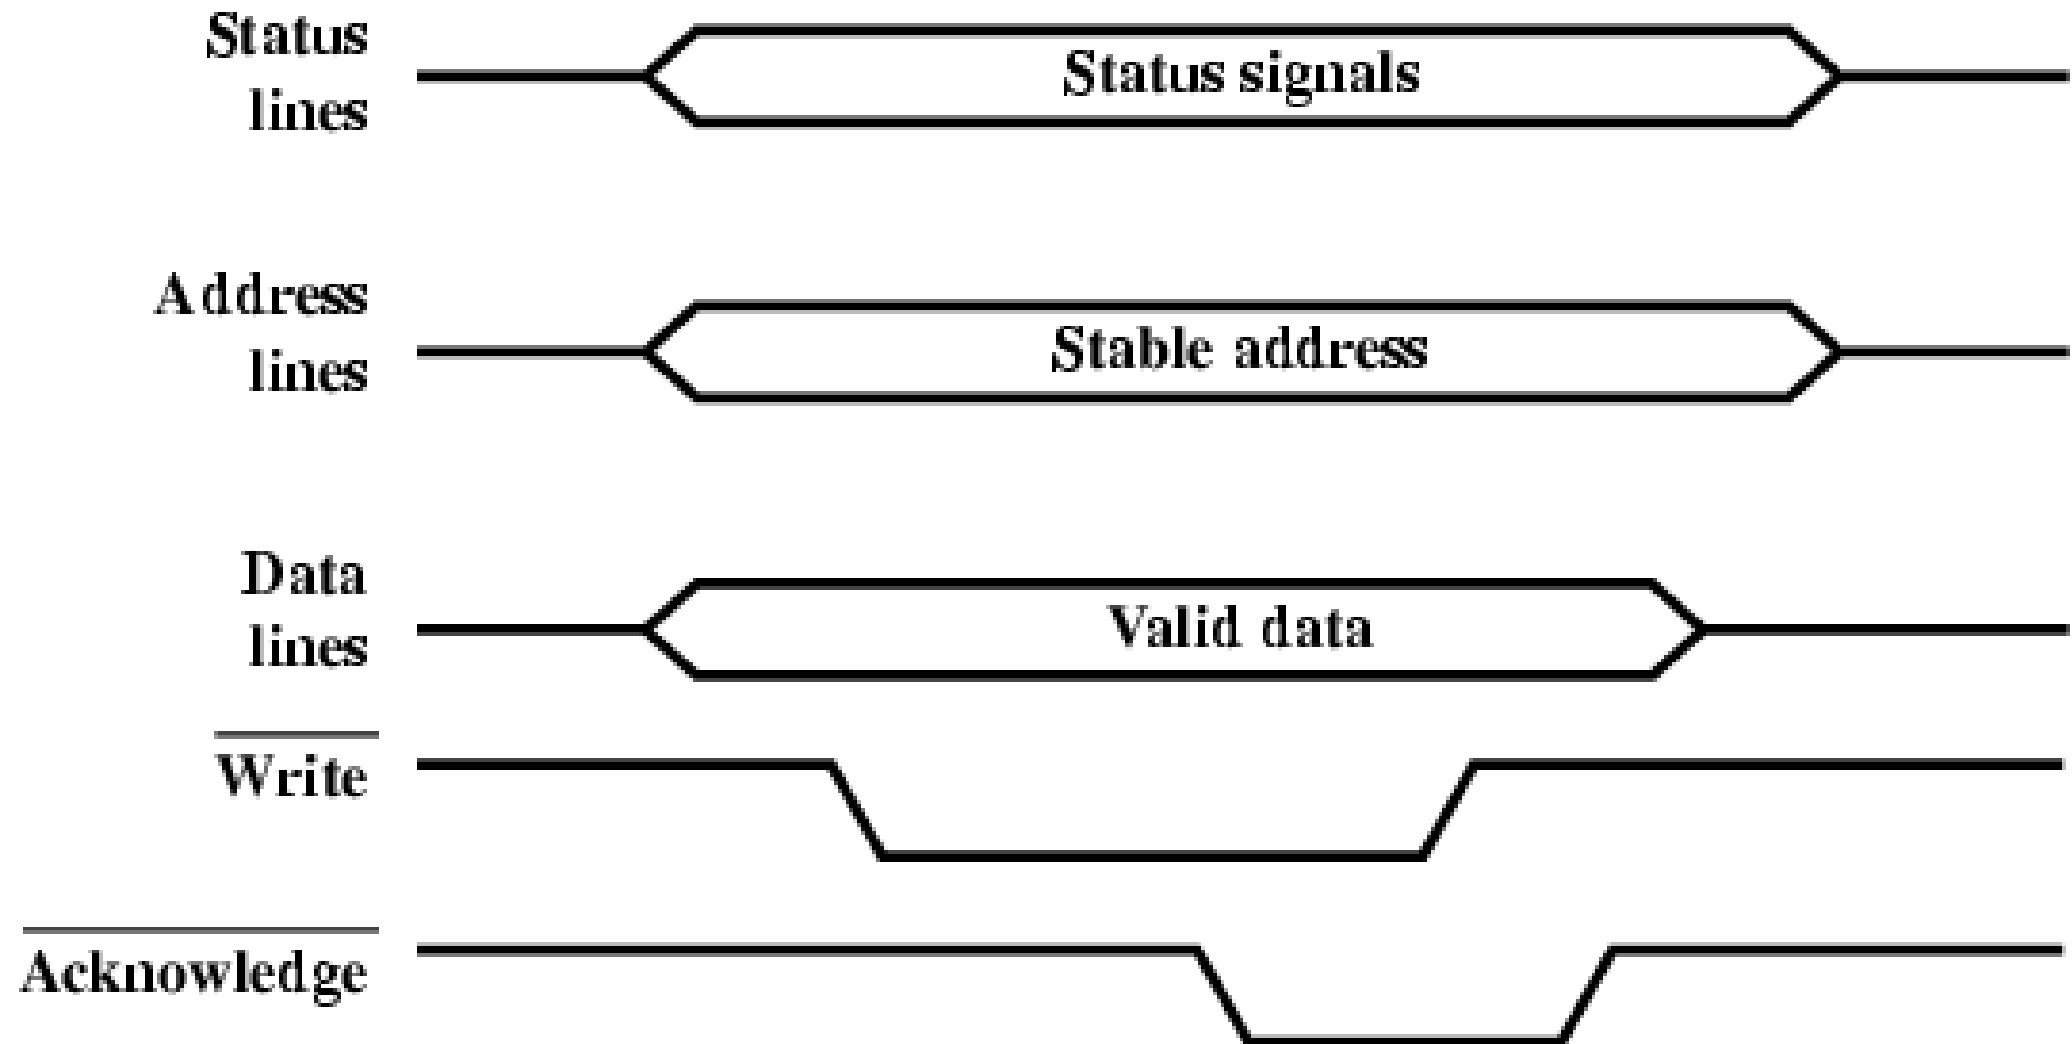 Status
lines
Status signals
Address
lines
Stable address
Data
lines
Valid data
Write
Acknowledge